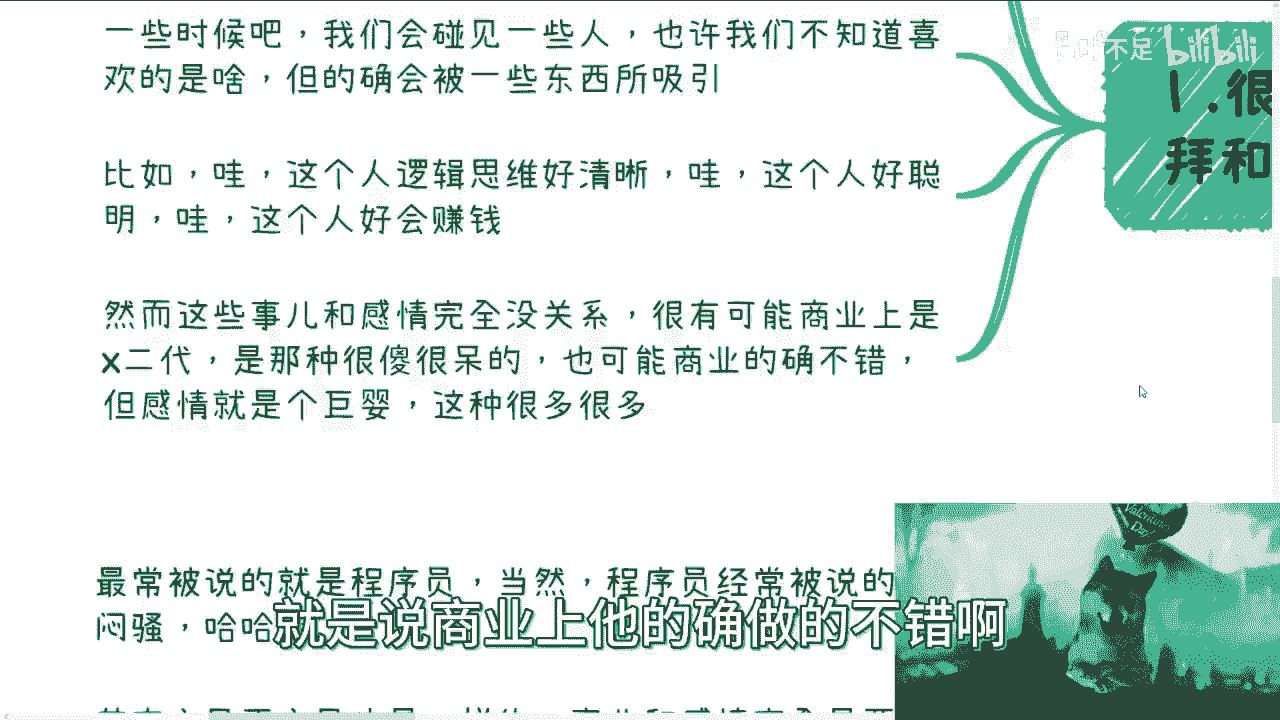 一些时候吧，我们会碰见一些人，也许我们不知道喜
欢的是啥，但的确会被一些东西所吸引
比如，哇，这个人逻辑思维好清晰，哇，这个人好聪
明，哇，这个人好会赚钱
然而这些事儿和感情完全没关系，很有可能商业上是
X二代，是那种很傻很呆的，也可能商业的确不错，
但感情就是个巨婴，这种很多很多
最常被说的就是程序员，当然，程序员经常被说的
闷骚，哈哈
就是说商业上他的确做的不错啊
不足 bilibili
1.很
拜和